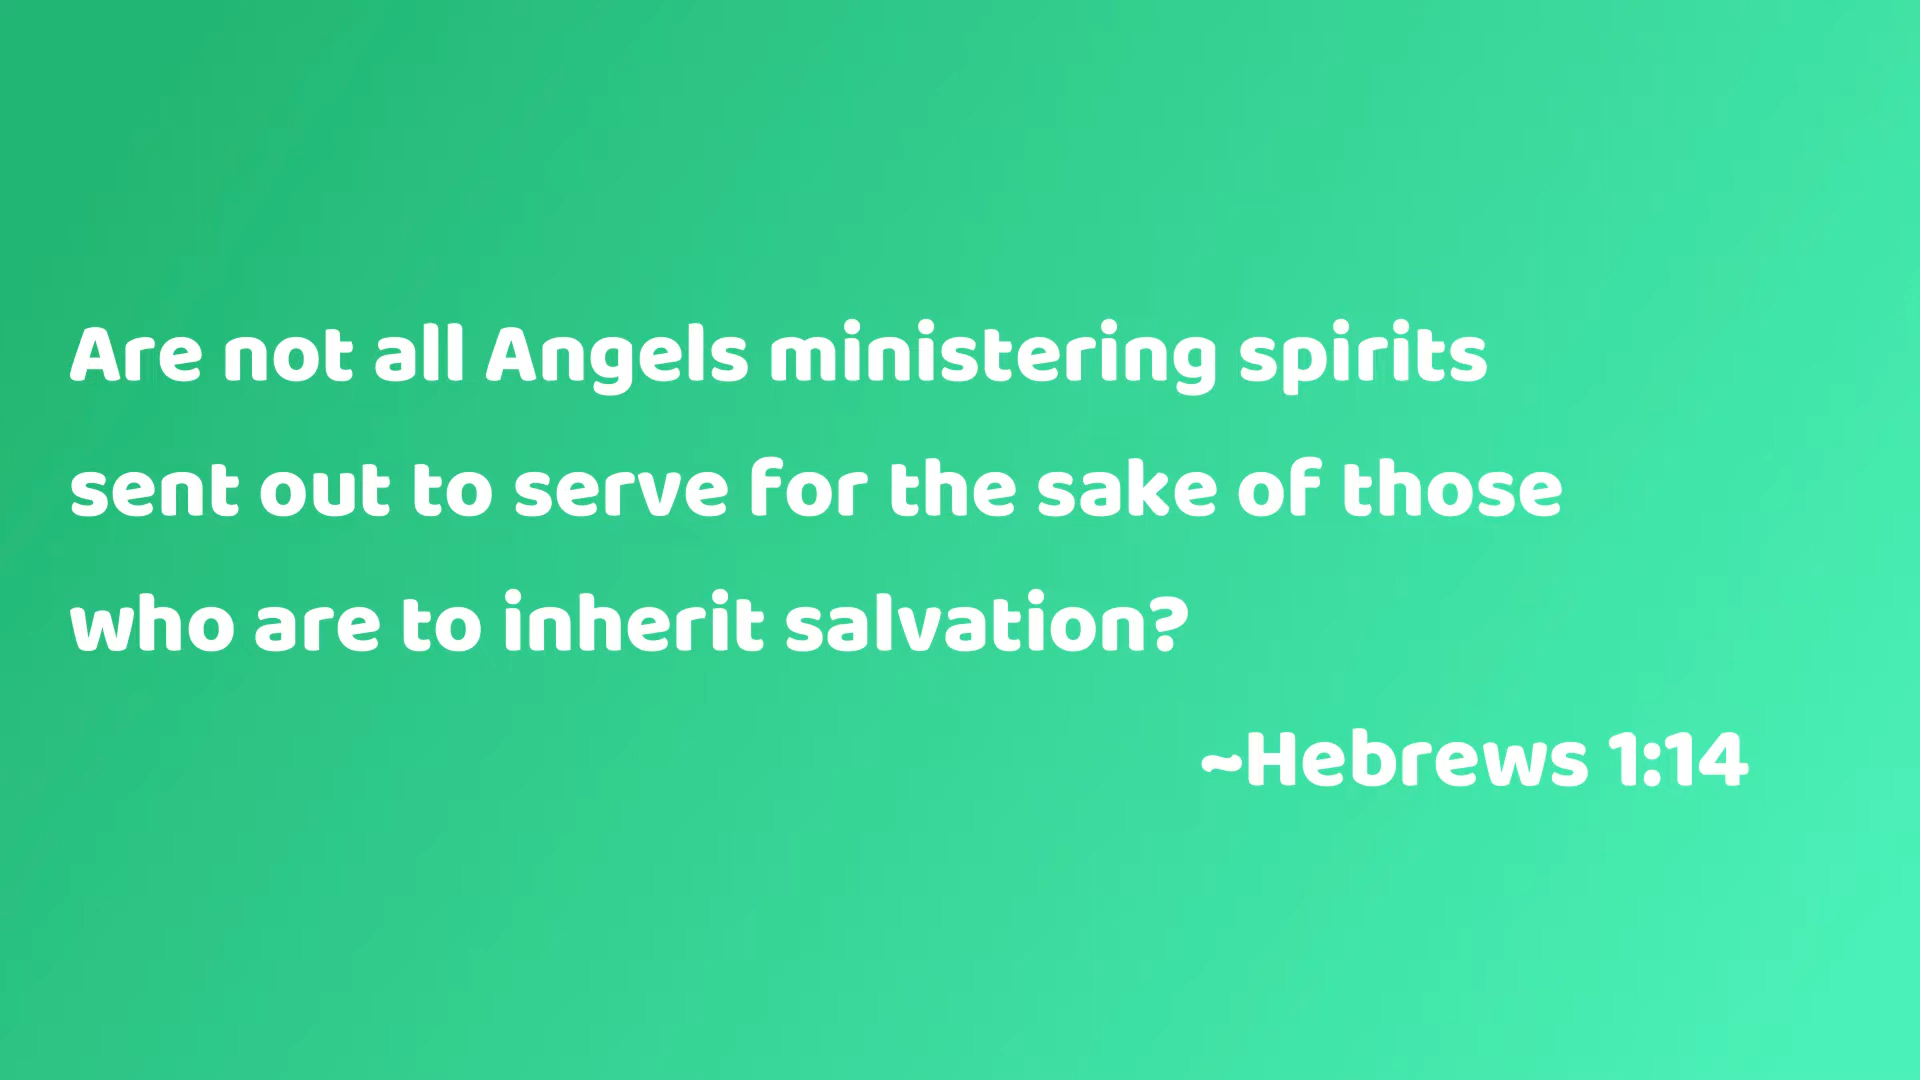 Are not all Angels ministering spirits
sent out to serve for the sake of those
who are to inherit salvation?
~Hebrews 1:14